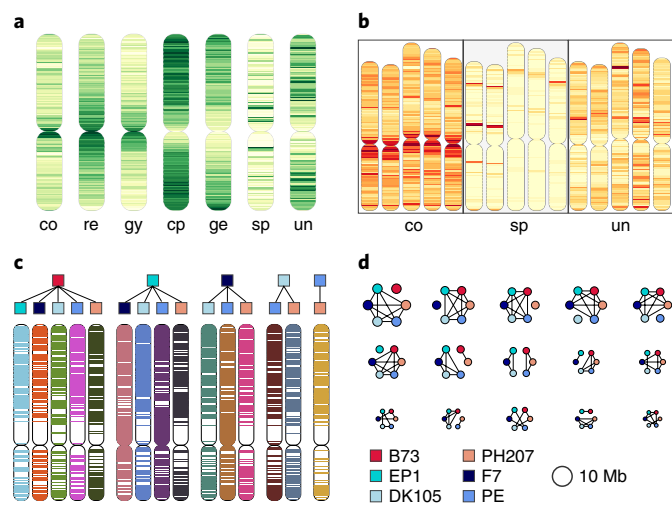 a
co re gy cp ge sp un
b
co sp un
c
d
B73 PH207
EP1 F7
DK105 PE
10 Mb